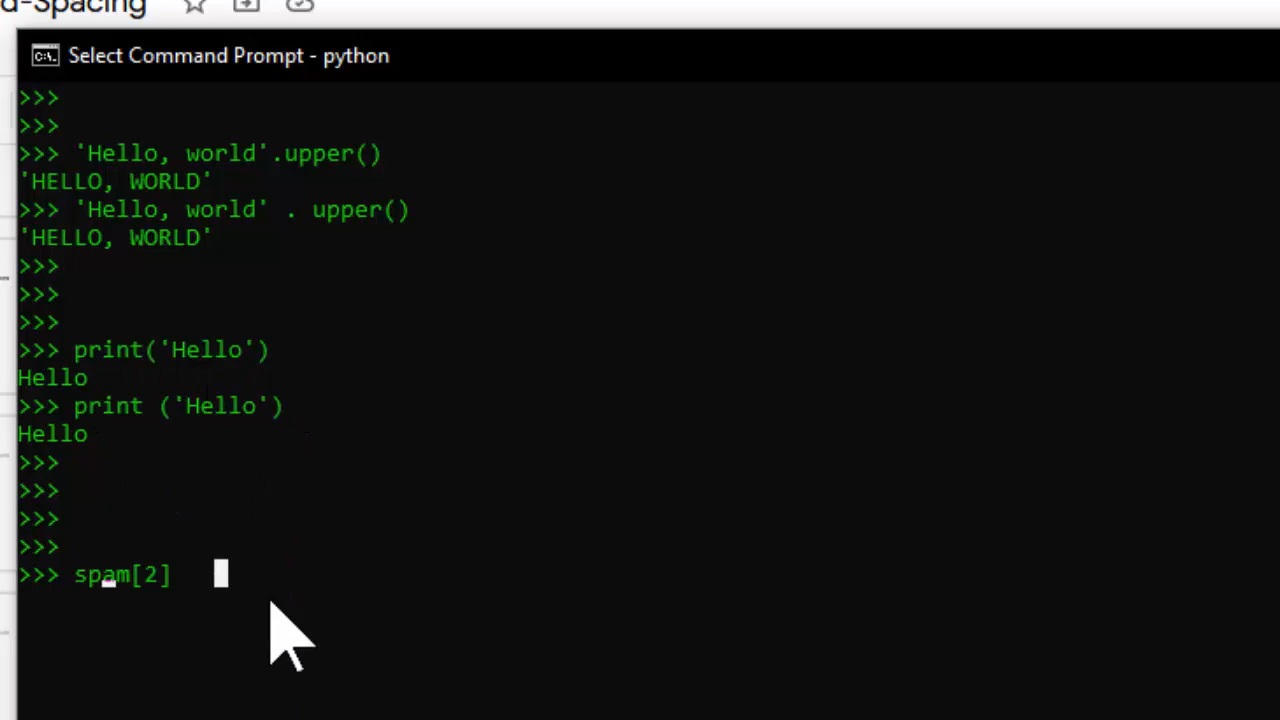 d-Spacing
Select Command Prompt - python
>>>
>>>
>>> 'Hello, world'.upper()
'HELLO, WORLD'
>>> 'Hello, world' . upper()
'HELLO, WORLD'
>>>
>>>
>>>
>>> print('Hello')
Hello
>>> print ('Hello')
Hello
>>>
>>>
>>>
>>>
>>> spam[2]